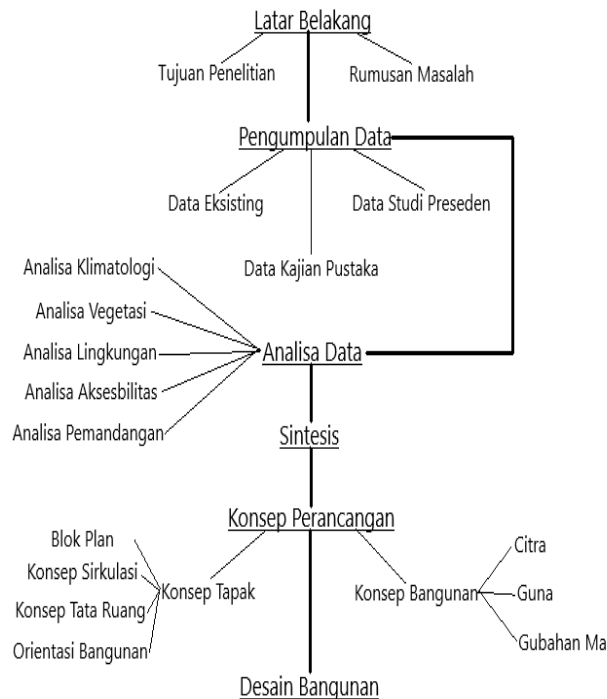 Latar Belakang
Tujuan Penelitian
Rumusan Masalah
Pengumpulan Data
Data Eksisting
Data Studi Preseden
Data Kajian Pustaka
Analisa Klimatologi
Analisa Vegetasi
Analisa Lingkungan
Analisa Aksesbilitas
Analisa Pemandangan
Analisa Data
Sintesis
Konsep Perancangan
Blok Plan
Konsep Sirkulasi
Konsep Tata Ruang
Orientasi Bangunan
Konsep Tapak
Konsep Bangunan
Citra
Guna
Gubahan Ma
Desain Bangunan